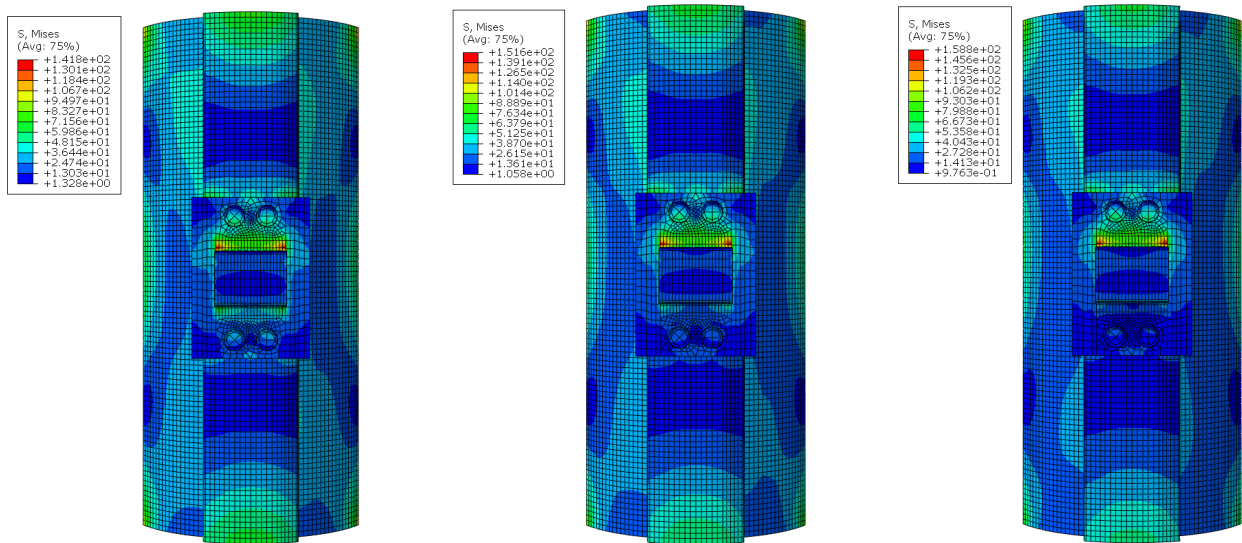 S, Mises
(Avg: 75%)
+1.418e+02
+1.301e+02
+1.184e+02
+1.067e+02
+9.497e+01
+8.327e+01
+7.156e+01
+5.986e+01
+4.815e+01
+3.644e+01
+2.474e+01
+1.303e+01
+1.328e+00
S, Mises
(Avg: 75%)
+1.516e+02
+1.391e+02
+1.265e+02
+1.140e+02
+1.014e+02
+8.889e+01
+7.634e+01
+6.379e+01
+5.125e+01
+3.870e+01
+2.615e+01
+1.361e+01
+1.058e+00
S, Mises
(Avg: 75%)
+1.588e+02
+1.456e+02
+1.325e+02
+1.193e+02
+1.062e+02
+9.303e+01
+7.988e+01
+6.673e+01
+5.358e+01
+4.043e+01
+2.728e+01
+1.413e+01
+9.763e-01